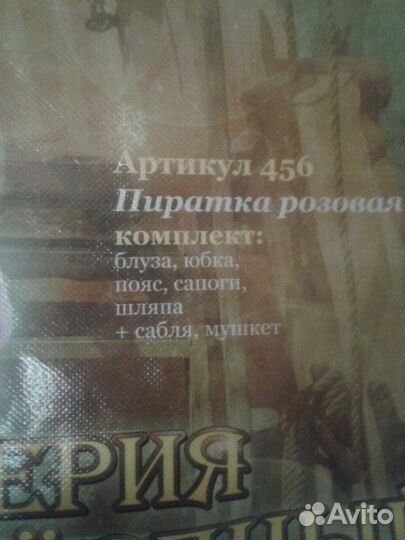 Артикул 456
Пиратка розовая
комплект:
блуза, юбка,
пояс, сапоги,
шляпа
+ сабля, мушкет
ЕРИЯ
Avito